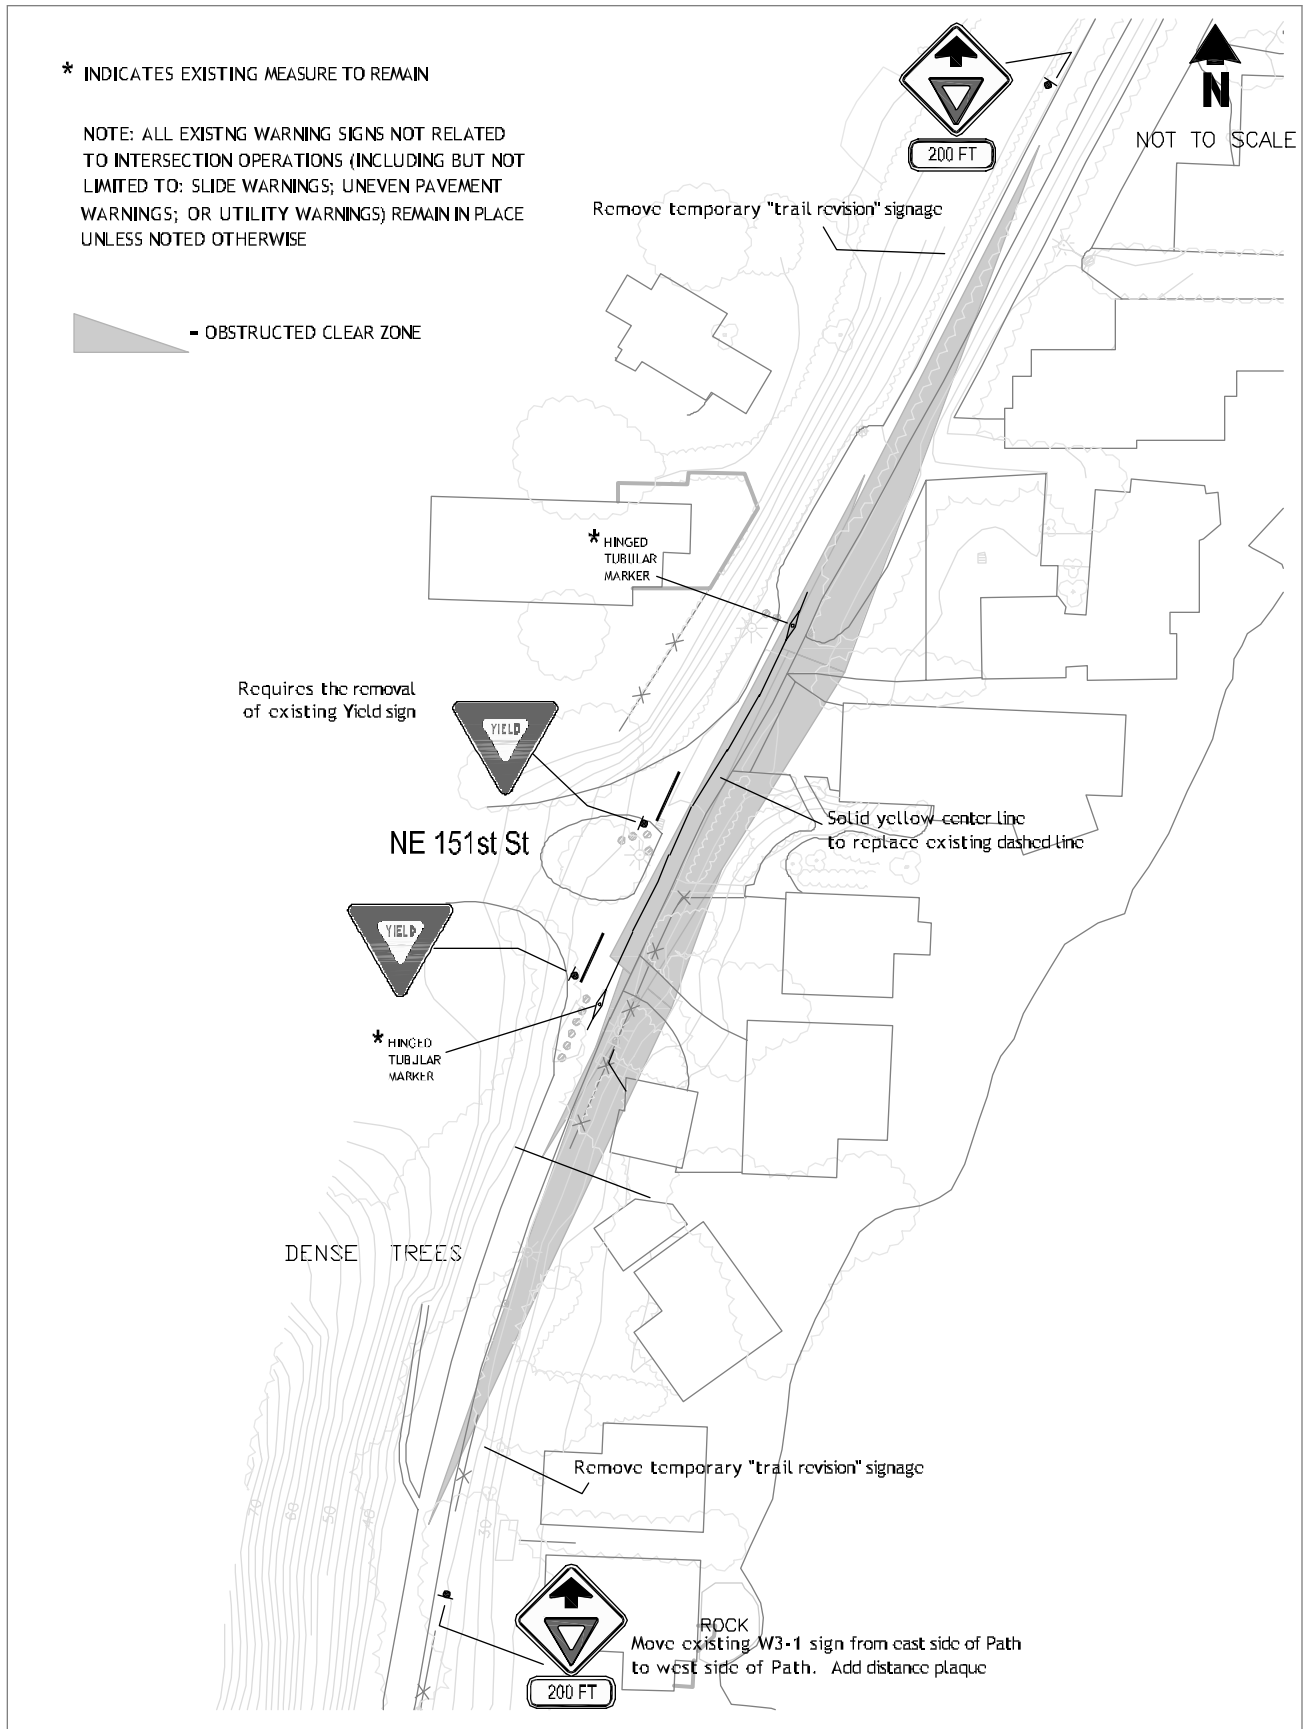 * INDICATES EXISTING MEASURE TO REMAIN
NOTE: ALL EXISTNG WARNING SIGNS NOT RELATED
TO INTERSECTION OPERATIONS (INCLUDING BUT NOT
LIMITED TO: SLIDE WARNINGS; UNEVEN PAVEMENT
WARNINGS; OR UTILITY WARNINGS) REMAIN IN PLACE
UNLESS NOTED OTHERWISE
= OBSTRUCTED CLEAR ZONE
200 FT
N
NOT TO SCALE
Remove temporary "trail revision" signage
* HINGED
TUBULAR
MARKER
Requires the removal
of existing Yield sign
YIELD
NE 151st St
Solid yellow center line
to replace existing dashed line
YIELD
* HINGED
TUBULAR
MARKER
DENSE TREES
Remove temporary "trail revision" signage
70
60
50
40
30
ROCK
Move existing W3-1 sign from east side of Path
to west side of Path. Add distance plaque
200 FT